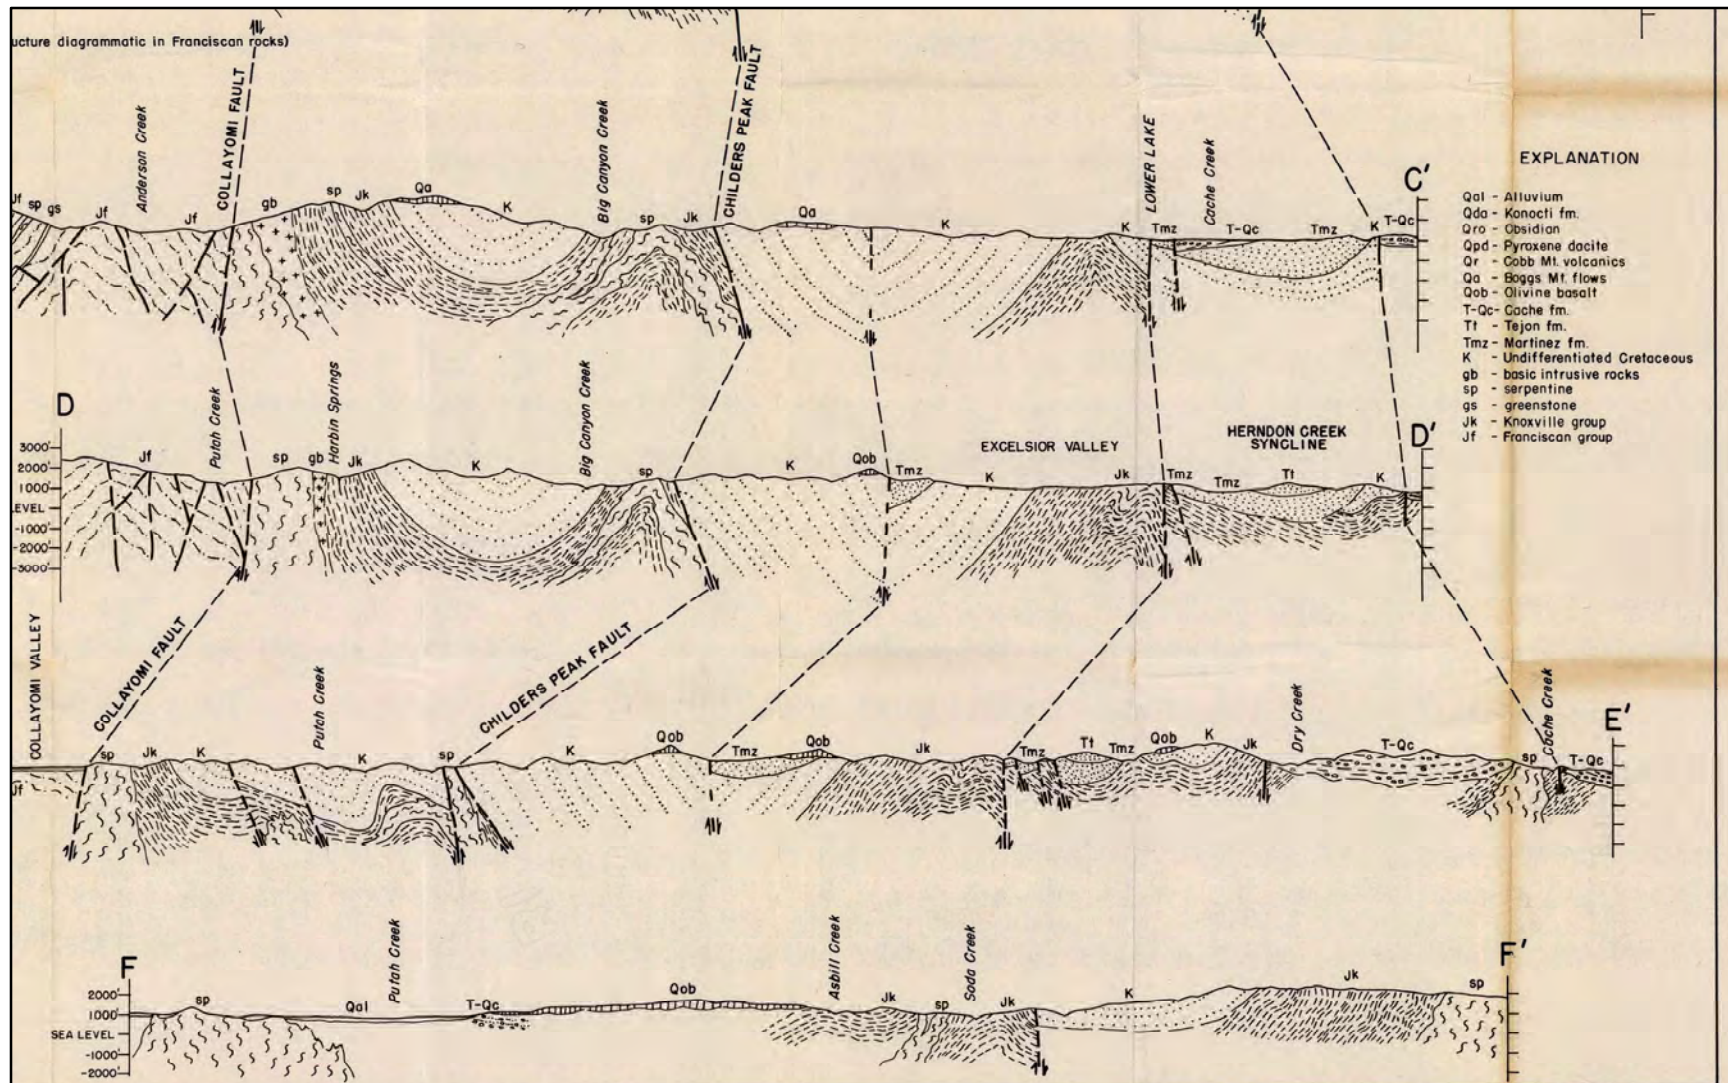 ucture diagrammatic in Franciscan rocks)
COLLAYOMI FAULT
CHILDERS PEAK FAULT
Anderson Creek
Big Canyon Creek
LOWER LAKE
Cache Creek
C'
Jf sp gs Jf Jf gb sp Jk Qa K sp Jk Qa K K Tmz T-Qc Tmz K T-Qc
EXPLANATION
Qal - Alluvium
Qda - Konocti fm.
Qro - Obsidian
Qpd - Pyroxene dacite
Qr - Cobb Mt. volcanics
Qa - Boggs Mt. flows
Qob - Olivine basalt
T-Qc - Cache fm.
Tt - Tejon fm.
Tmz - Martinez fm.
K - Undifferentiated Cretaceous
gb - basic intrusive rocks
sp - serpentine
gs - greenstone
Jk - Knoxville group
Jf - Franciscan group
D
Putah Creek
Harbin Springs
Big Canyon Creek
EXCELSIOR VALLEY
HERNDON CREEK
SYNCLINE
D'
3000'
2000'
1000'
LEVEL
-1000'
-2000'
-3000'
Jf sp gb Jk K sp K Qob Tmz K Jk Tmz Tmz Tt K
COLLAYOMI VALLEY
COLLAYOMI FAULT
Putah Creek
CHILDERS PEAK FAULT
Dry Creek
Cache Creek
E'
Jf sp Jk K K sp K Qob Tmz Qob Jk Tmz Tt Tmz Qob K Jk T-Qc sp T-Qc
F
Putah Creek
Asbill Creek
Soda Creek
F'
2000'
1000'
SEA LEVEL
-1000'
-2000'
sp Qal T-Qc Qob Jk sp Jk K Jk sp